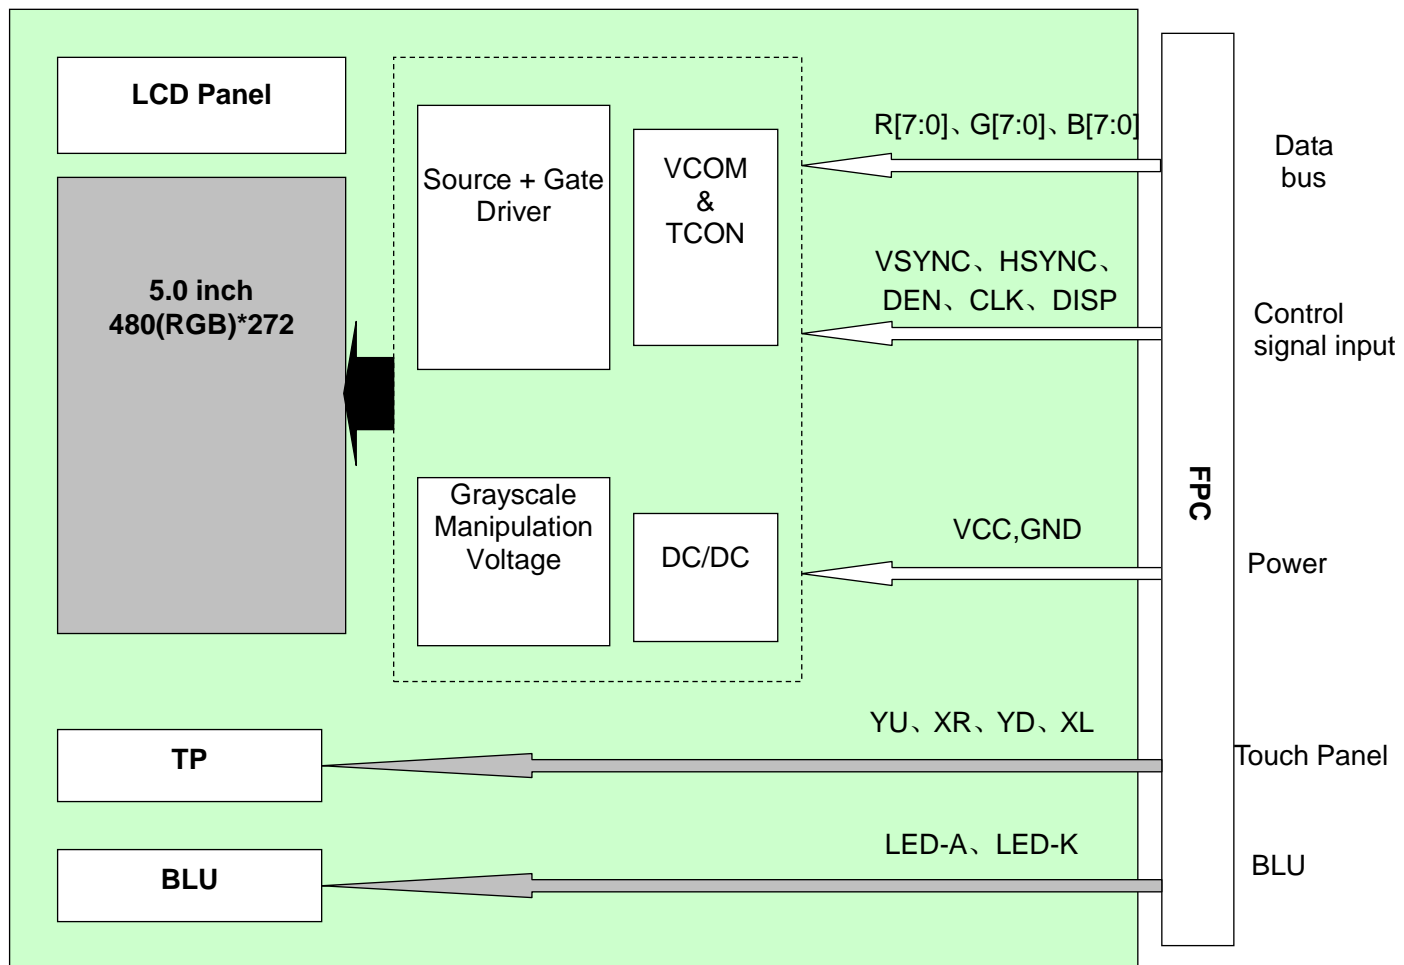 LCD Panel
5.0 inch
480(RGB)*272
Source + Gate
Driver
VCOM
&
TCON
Grayscale
Manipulation
Voltage
DC/DC
R[7:0]、G[7:0]、B[7:0]
VSYNC、HSYNC、
DEN、CLK、DISP
VCC,GND
YU、XR、YD、XL
LED-A、LED-K
TP
BLU
FPC
Data
bus
Control
signal input
Power
Touch Panel
BLU